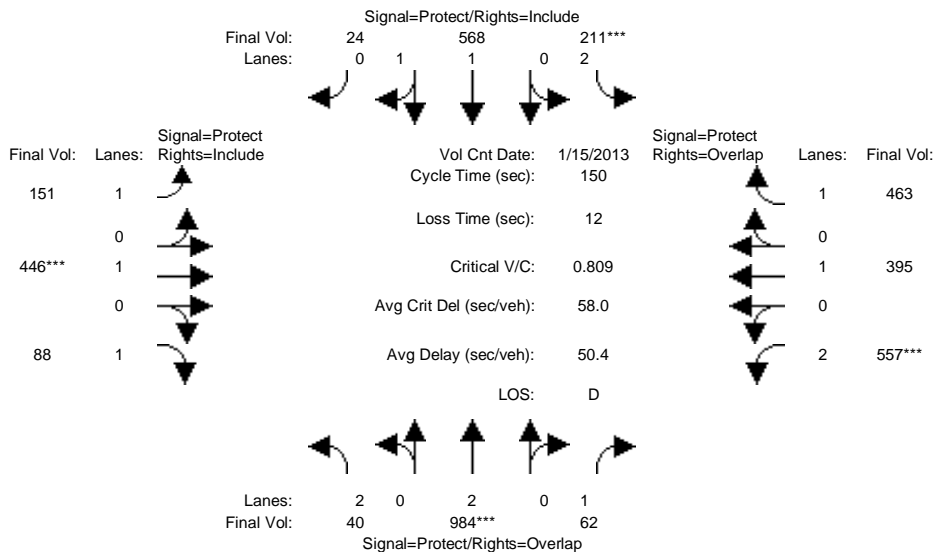 Signal=Protect/Rights=Include
Final Vol: 24 568 211***
Lanes: 0 1 1 0 2
Signal=Protect
Final Vol: Lanes: Rights=Include
Vol Cnt Date: 1/15/2013
Signal=Protect
Rights=Overlap Lanes: Final Vol:
Cycle Time (sec): 150
151 1
1 463
Loss Time (sec): 12
0
0
446*** 1
Critical V/C: 0.809
1 395
0
Avg Crit Del (sec/veh): 58.0
0
88 1
Avg Delay (sec/veh): 50.4
2 557***
LOS: D
Lanes: 2 0 2 0 1
Final Vol: 40 984*** 62
Signal=Protect/Rights=Overlap